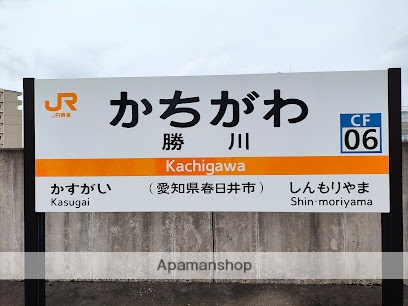 JR
JR東海
かちがわ
勝川
CF
06
Kachigawa
かすがい
(愛知県春日井市)
しんもりやま
Kasugai
Shin-moriyama
Apamanshop